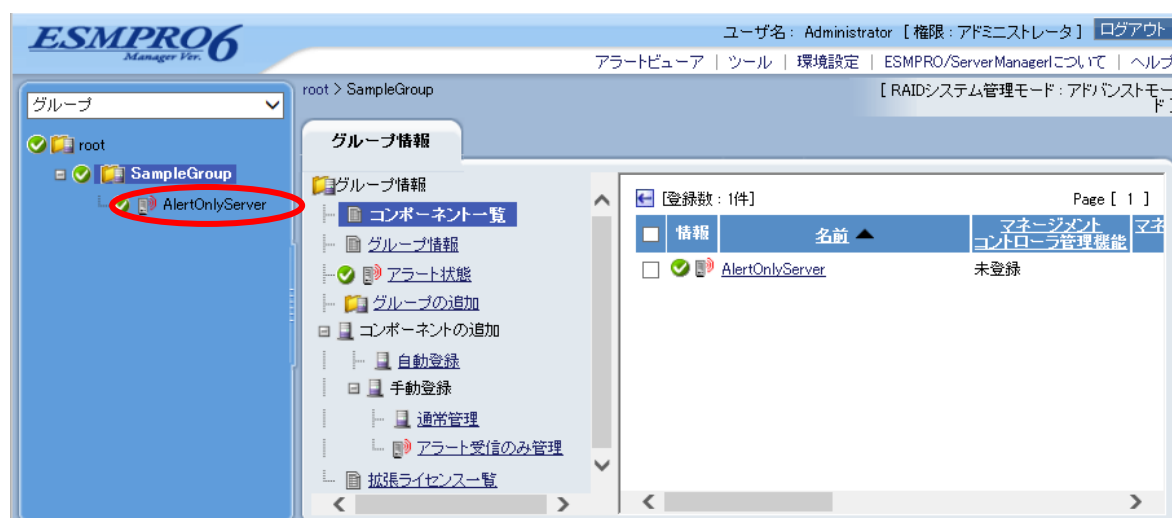 ESMPRO6
Manager Ver.
ユーザ名： Administrator [ 権限：アドミニストレータ ] ログアウト
アラートビューア | ツール | 環境設定 | ESMPRO/ServerManagerについて | ヘルプ
グループ
root > SampleGroup
[ RAIDシステム管理モード：アドバンストモード ]
root
SampleGroup
AlertOnlyServer
グループ情報
グループ情報
コンポーネント一覧
グループ情報
アラート状態
グループの追加
コンポーネントの追加
自動登録
手動登録
通常管理
アラート受信のみ管理
拡張ライセンス一覧
[登録数：1件] Page [ 1 ]
情報 名前 ▲ マネージメント
コントローラ管理機能 マネ
AlertOnlyServer 未登録